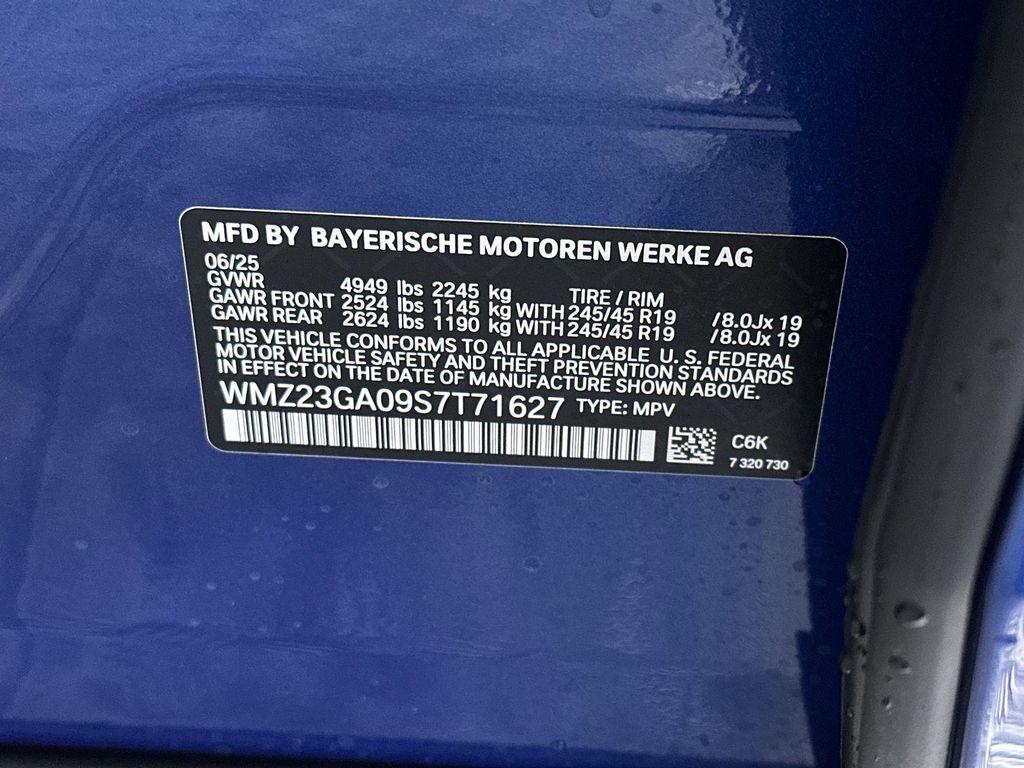 MFD BY BAYERISCHE MOTOREN WERKE AG
06/25
GVWR 4949 lbs 2245 kg TIRE / RIM
GAWR FRONT 2524 lbs 1145 kg WITH 245/45 R19 /8.0Jx 19
GAWR REAR 2624 lbs 1190 kg WITH 245/45 R19 /8.0Jx 19
THIS VEHICLE CONFORMS TO ALL APPLICABLE U. S. FEDERAL
MOTOR VEHICLE SAFETY AND THEFT PREVENTION STANDARDS
IN EFFECT ON THE DATE OF MANUFACTURE SHOWN ABOVE.
WMZ23GA09S7T71627 TYPE: MPV
C6K
7 320 730